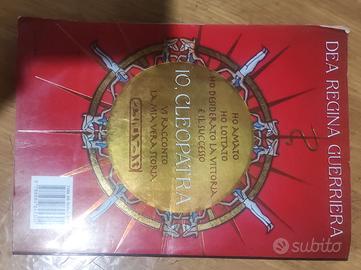 DEA REGINA GUERRIERA
HO AMATO
HO LOTTATO
HO DESIDERATO LA VITTORIA
E IL SUCCESSO
IO, CLEOPATRA
VI RACCONTO
LA MIA VERA STORIA
subito